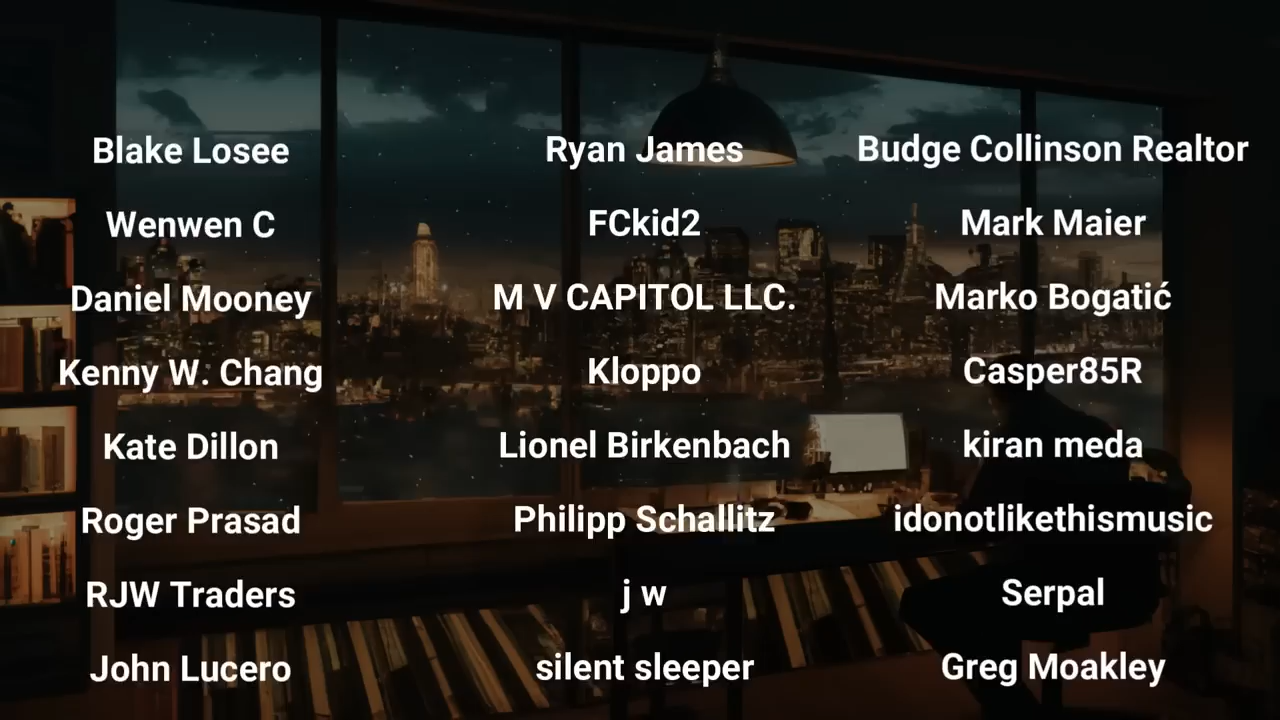 Blake Losee
Ryan James
Budge Collinson Realtor
Wenwen C
FCkid2
Mark Maier
Daniel Mooney
M V CAPITOL LLC.
Marko Bogatić
Kenny W. Chang
Kloppo
Casper85R
Kate Dillon
Lionel Birkenbach
kiran meda
Roger Prasad
Philipp Schallitz
idonotlikethismusic
RJW Traders
j w
Serpal
John Lucero
silent sleeper
Greg Moakley